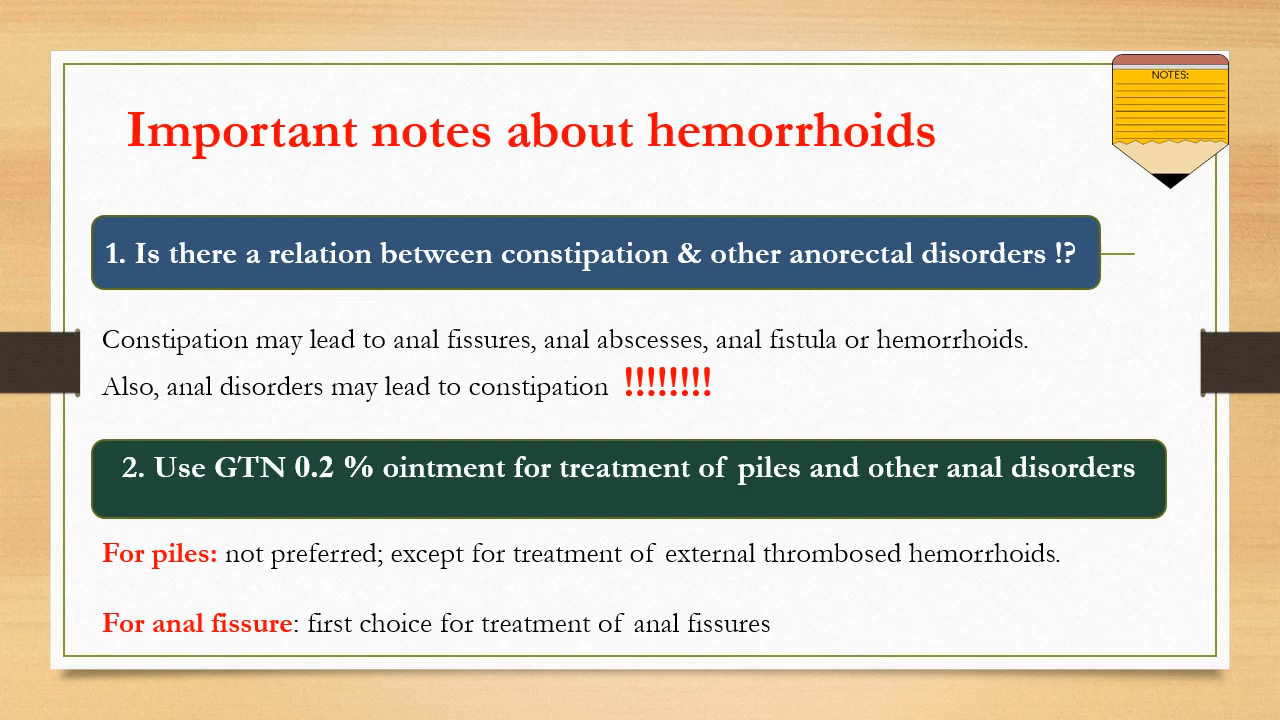 NOTES:
Important notes about hemorrhoids
1. Is there a relation between constipation & other anorectal disorders !?
Constipation may lead to anal fissures, anal abscesses, anal fistula or hemorrhoids.
Also, anal disorders may lead to constipation !!!!!!!!
2. Use GTN 0.2 % ointment for treatment of piles and other anal disorders
For piles: not preferred; except for treatment of external thrombosed hemorrhoids.
For anal fissure: first choice for treatment of anal fissures